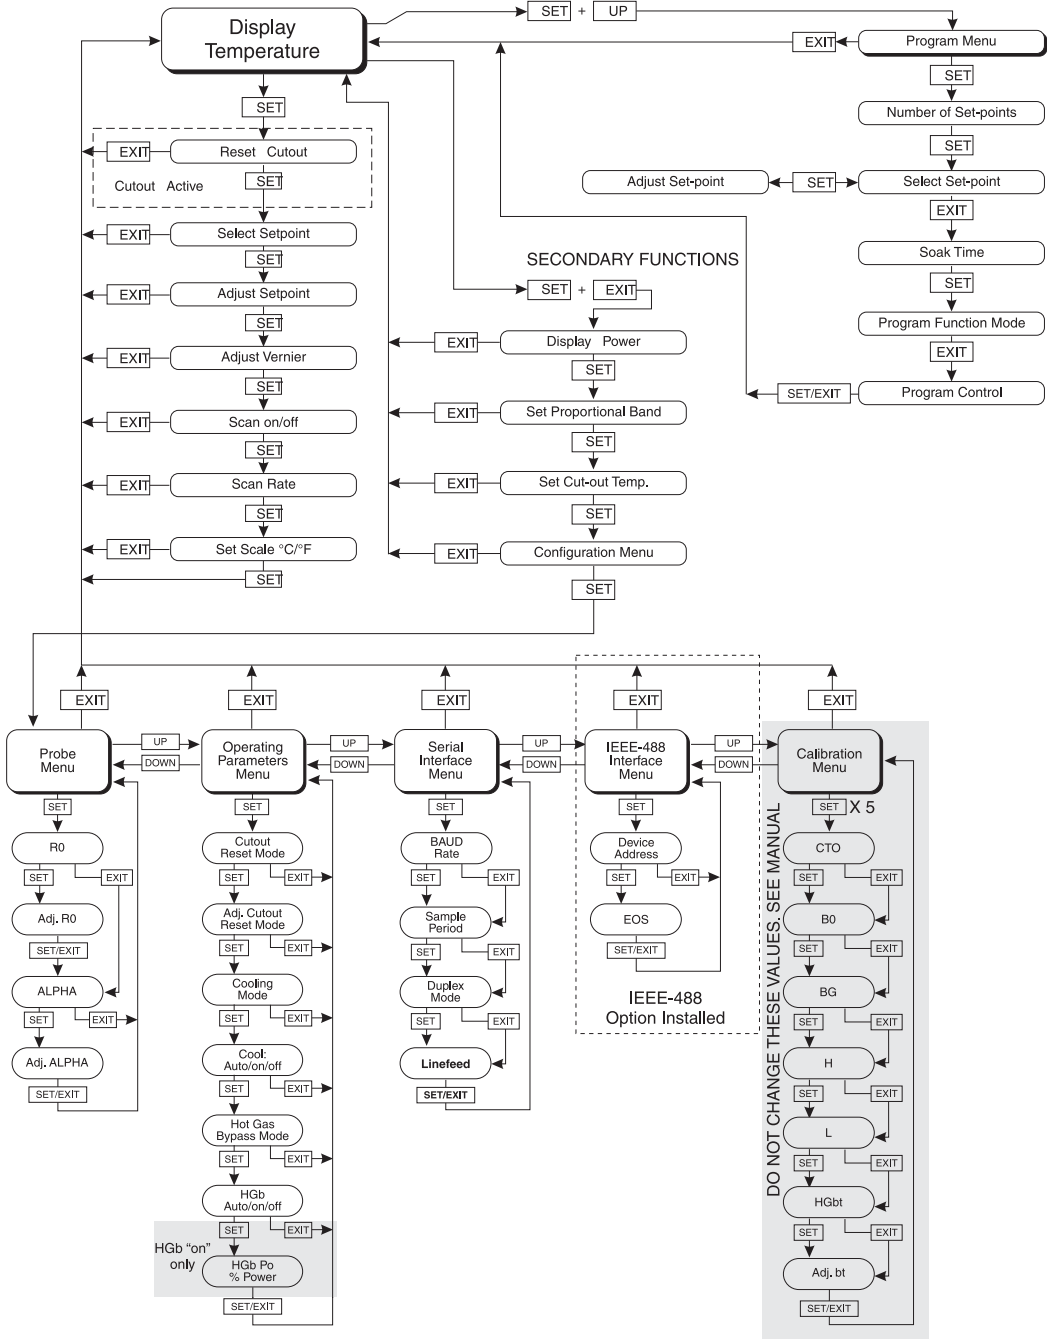 Display
Temperature
SET + UP
EXIT
Program Menu
SET
Number of Set-points
SET
Adjust Set-point
SET
Select Set-point
EXIT
Soak Time
SET
Program Function Mode
EXIT
SET/EXIT
Program Control
SET
EXIT
Reset Cutout
Cutout Active
SET
EXIT
Select Setpoint
SET
EXIT
Adjust Setpoint
SET
EXIT
Adjust Vernier
SET
EXIT
Scan on/off
SET
EXIT
Scan Rate
SET
EXIT
Set Scale °C/°F
SET
SECONDARY FUNCTIONS
SET + EXIT
EXIT
Display Power
SET
EXIT
Set Proportional Band
SET
EXIT
Set Cut-out Temp.
SET
EXIT
Configuration Menu
SET
EXIT
EXIT
EXIT
EXIT
EXIT
Probe
Menu
UP
DOWN
Operating
Parameters
Menu
UP
DOWN
Serial
Interface
Menu
UP
DOWN
IEEE-488
Interface
Menu
UP
DOWN
Calibration
Menu
SET
R0
SET
EXIT
Adj. R0
SET/EXIT
ALPHA
SET
EXIT
Adj. ALPHA
SET/EXIT
SET
Cutout
Reset Mode
SET
EXIT
Adj. Cutout
Reset Mode
SET
EXIT
Cooling
Mode
SET
EXIT
Cool:
Auto/on/off
SET
EXIT
Hot Gas
Bypass Mode
SET
EXIT
HGb
Auto/on/off
SET
EXIT
HGb "on"
only
HGb Po
% Power
SET/EXIT
SET
BAUD
Rate
SET
EXIT
Sample
Period
SET
EXIT
Duplex
Mode
SET
EXIT
Linefeed
SET/EXIT
SET
Device
Address
SET
EXIT
EOS
SET/EXIT
IEEE-488
Option Installed
DO NOT CHANGE THESE VALUES. SEE MANUAL
SET X 5
CTO
SET
EXIT
B0
SET
EXIT
BG
SET
EXIT
H
SET
EXIT
L
SET
EXIT
HGbt
SET
EXIT
Adj. bt
SET/EXIT